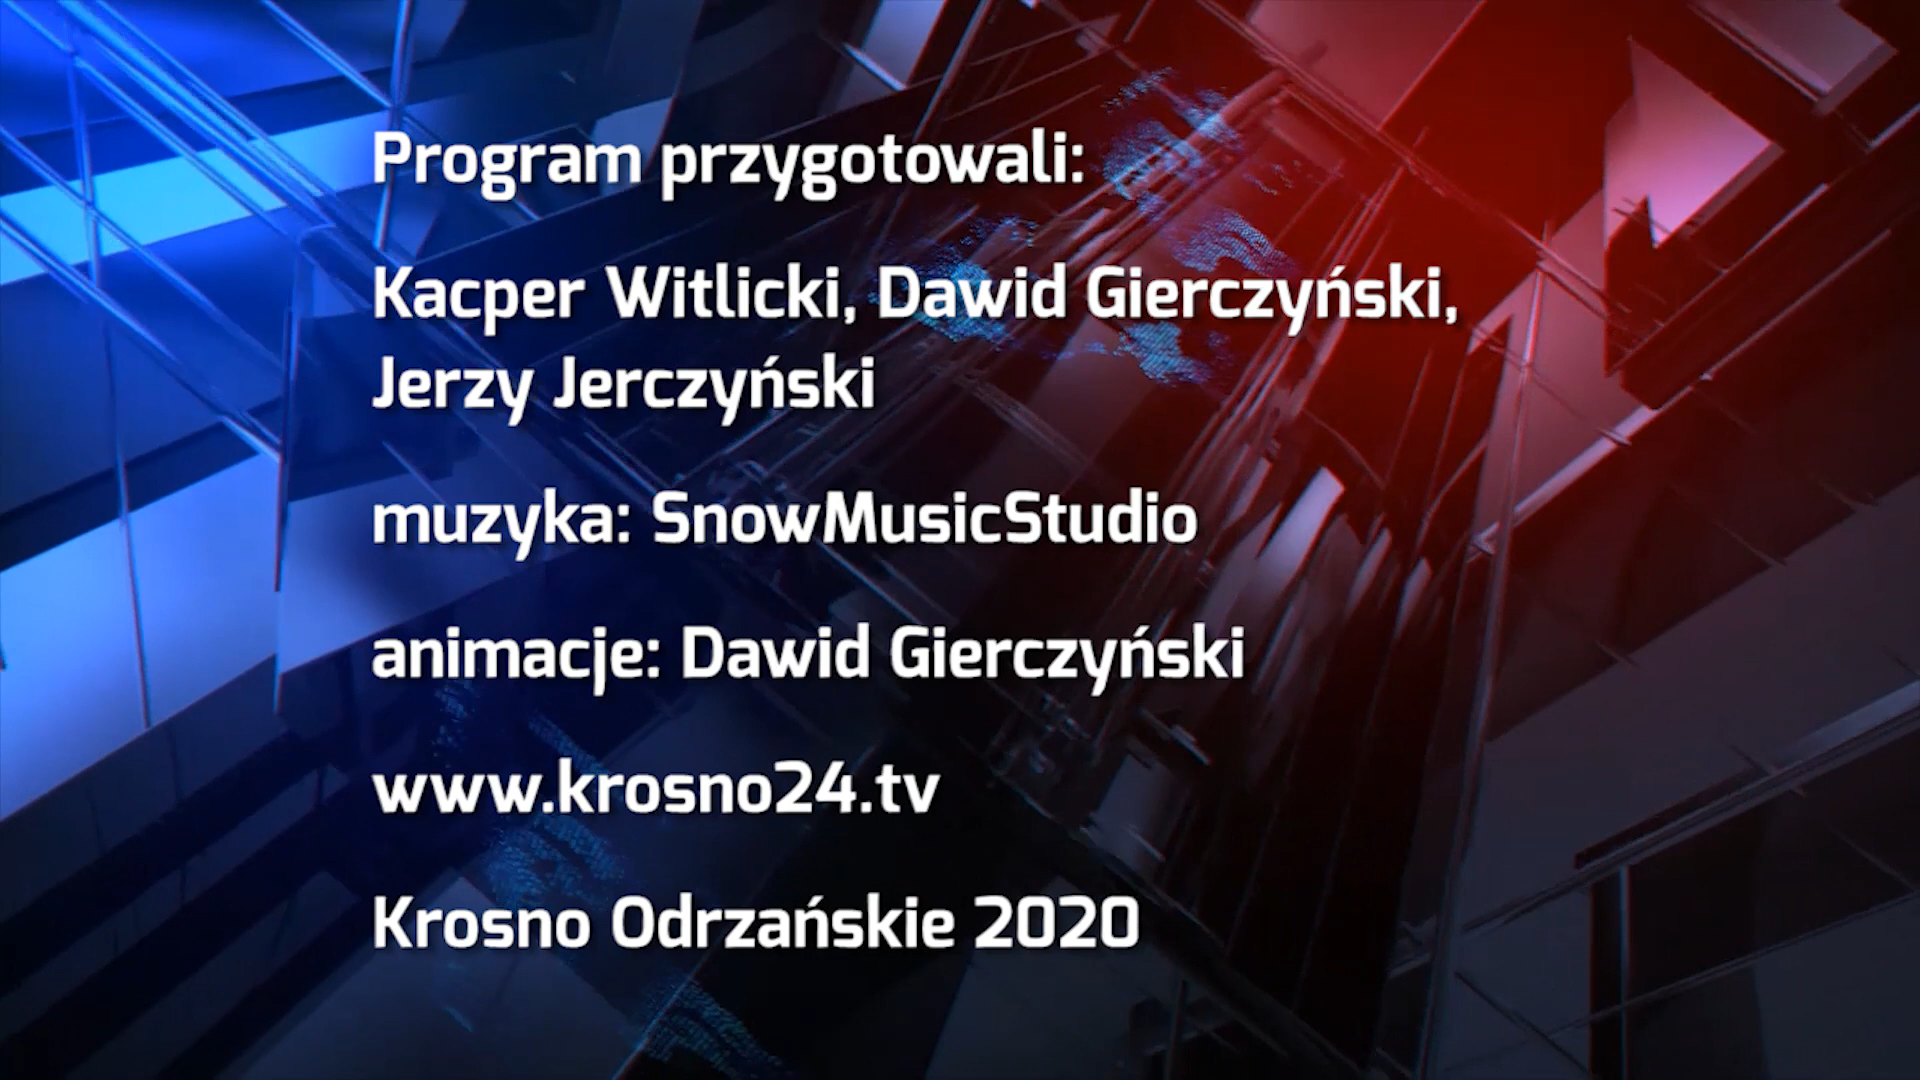 Program przygotowali:
Kacper Witlicki, Dawid Gierczyński,
Jerzy Jerczyński
muzyka: SnowMusicStudio
animacje: Dawid Gierczyński
www.krosno24.tv
Krosno Odrzańskie 2020